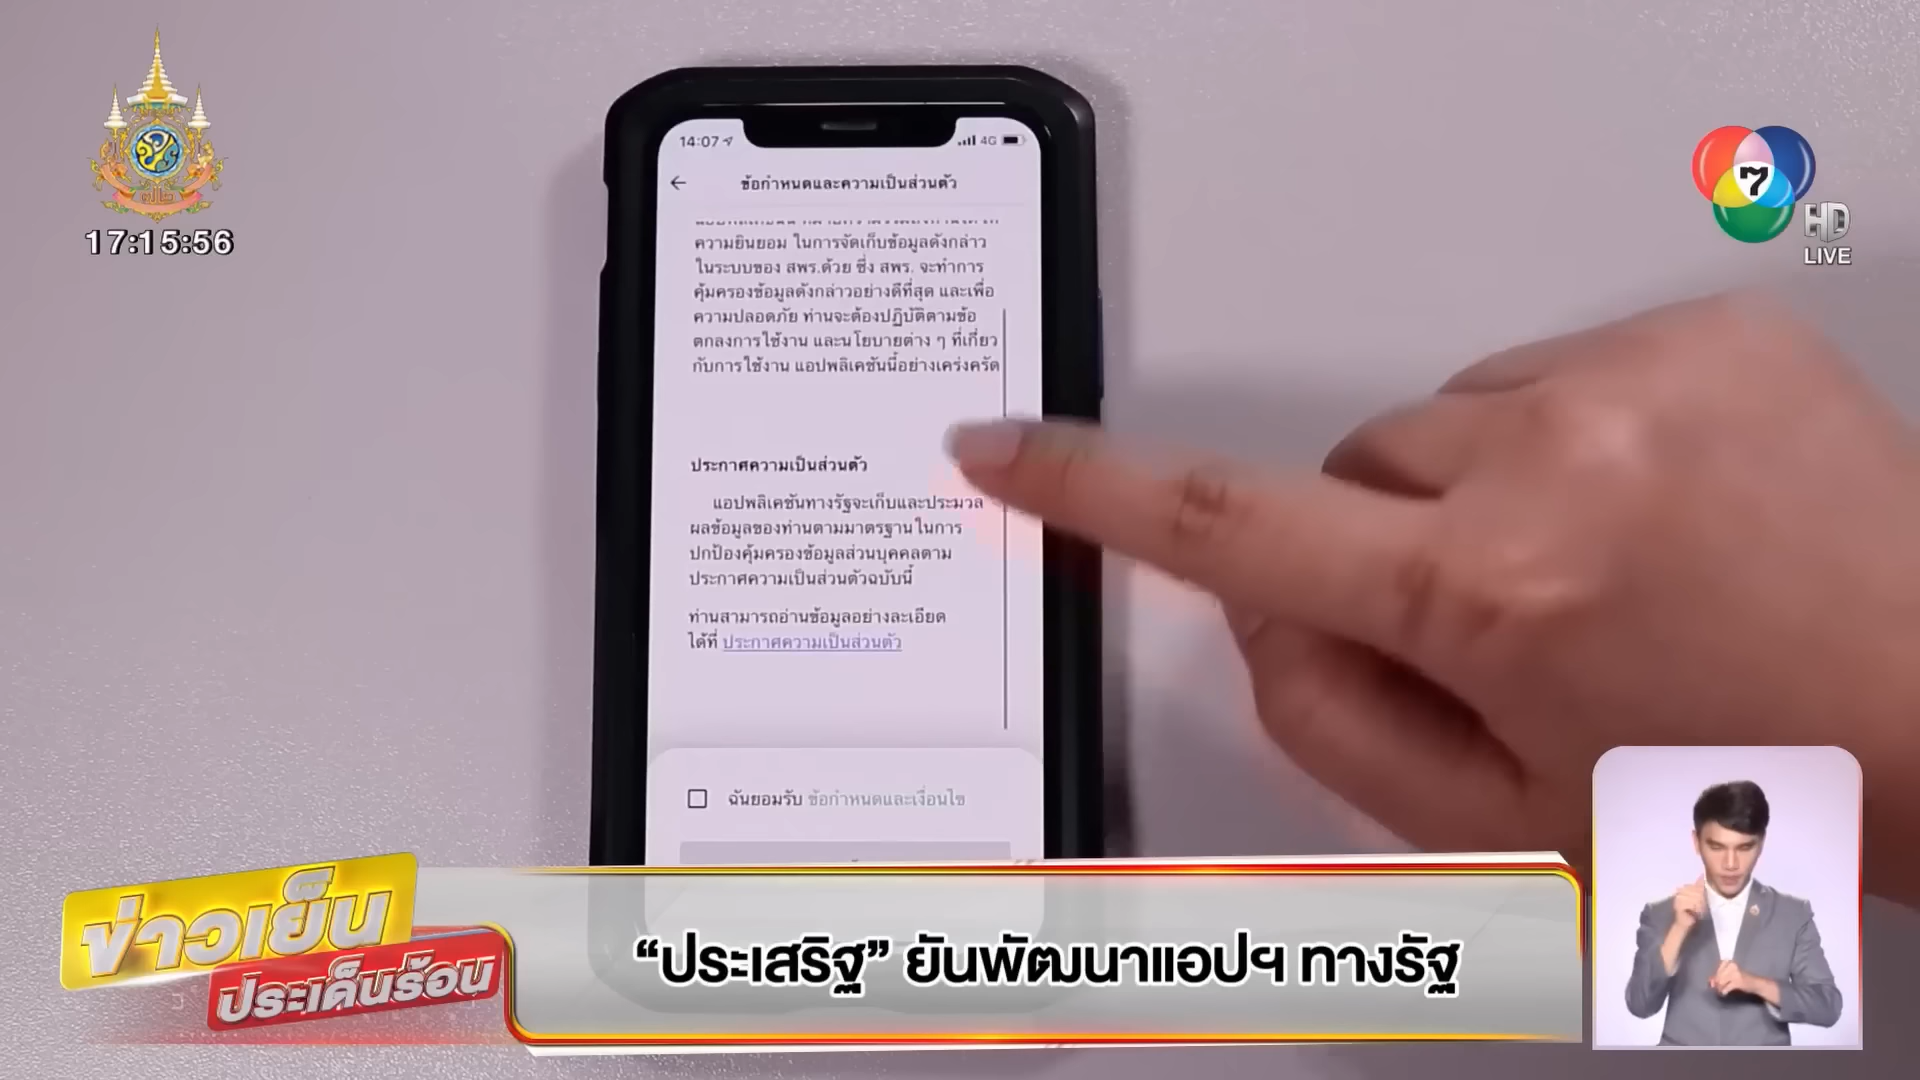 ๗๒
17:15:56
7
HD
LIVE
14:07
4G
ข้อกำหนดและความเป็นส่วนตัว
ความยินยอม ในการจัดเก็บข้อมูลดังกล่าว
ในระบบของ สพร.ด้วย ซึ่ง สพร. จะทำการ
คุ้มครองข้อมูลดังกล่าวอย่างดีที่สุด และเพื่อ
ความปลอดภัย ท่านจะต้องปฏิบัติตามข้อ
ตกลงการใช้งาน และนโยบายต่าง ๆ ที่เกี่ยว
กับการใช้งาน แอปพลิเคชันนี้อย่างเคร่งครัด
ประกาศความเป็นส่วนตัว
แอปพลิเคชันทางรัฐจะเก็บและประมวล
ผลข้อมูลของท่านตามมาตรฐานในการ
ปกป้องคุ้มครองข้อมูลส่วนบุคคลตาม
ประกาศความเป็นส่วนตัวฉบับนี้
ท่านสามารถอ่านข้อมูลอย่างละเอียด
ได้ที่ ประกาศความเป็นส่วนตัว
ฉันยอมรับ ข้อกำหนดและเงื่อนไข
ข่าวเย็น
ประเด็นร้อน
“ประเสริฐ” ยันพัฒนาแอปฯ ทางรัฐ